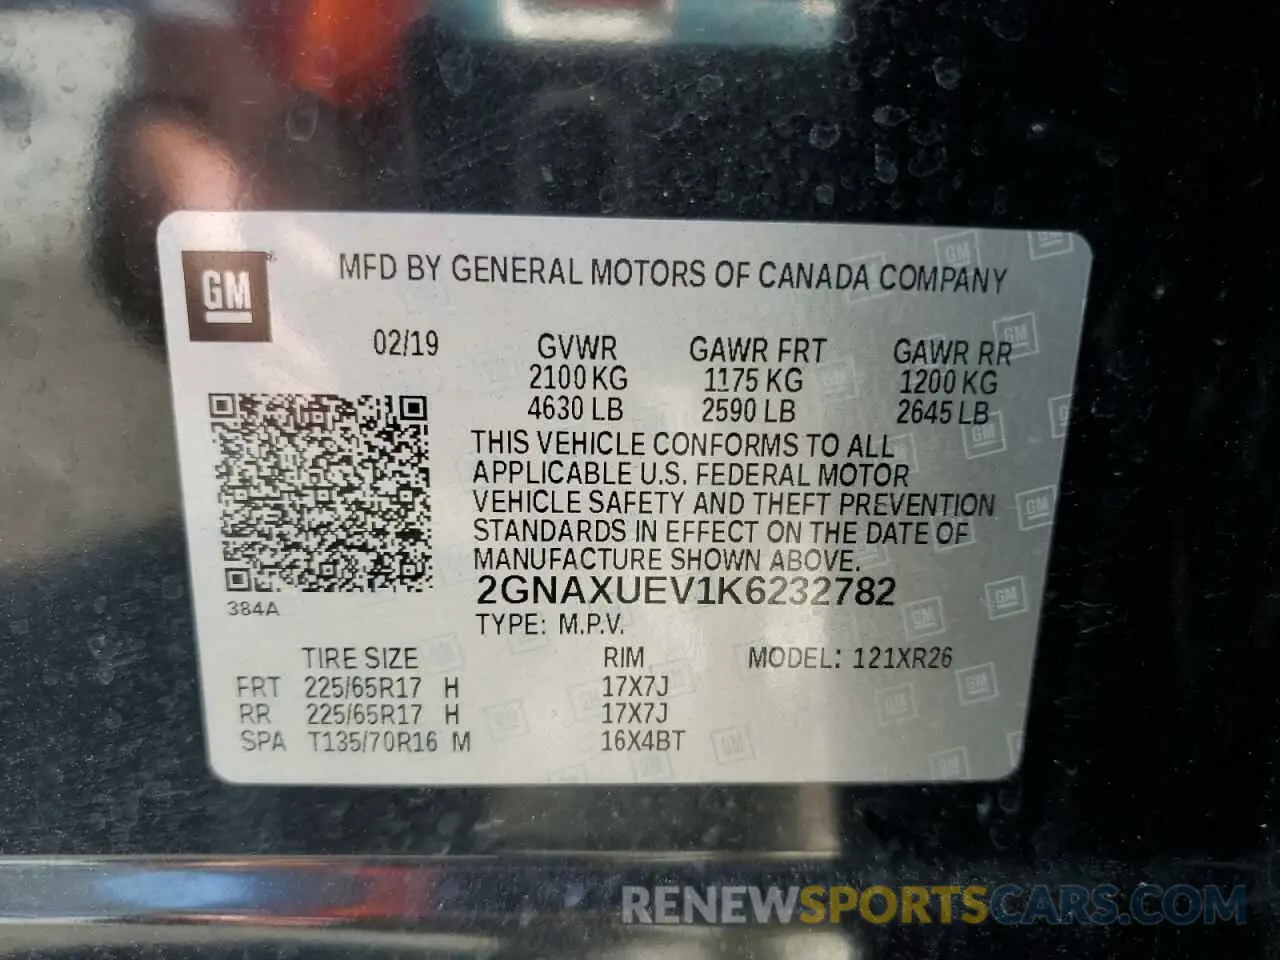 GM
MFD BY GENERAL MOTORS OF CANADA COMPANY
02/19 GVWR GAWR FRT GAWR RR
2100 KG 1175 KG 1200 KG
4630 LB 2590 LB 2645 LB
THIS VEHICLE CONFORMS TO ALL
APPLICABLE U.S. FEDERAL MOTOR
VEHICLE SAFETY AND THEFT PREVENTION
STANDARDS IN EFFECT ON THE DATE OF
MANUFACTURE SHOWN ABOVE.
2GNAXUEV1K6232782
384A
TYPE: M.P.V.
TIRE SIZE RIM MODEL: 121XR26
FRT 225/65R17 H 17X7J
RR 225/65R17 H 17X7J
SPA T135/70R16 M 16X4BT
RENEWSPORTSCARS.COM